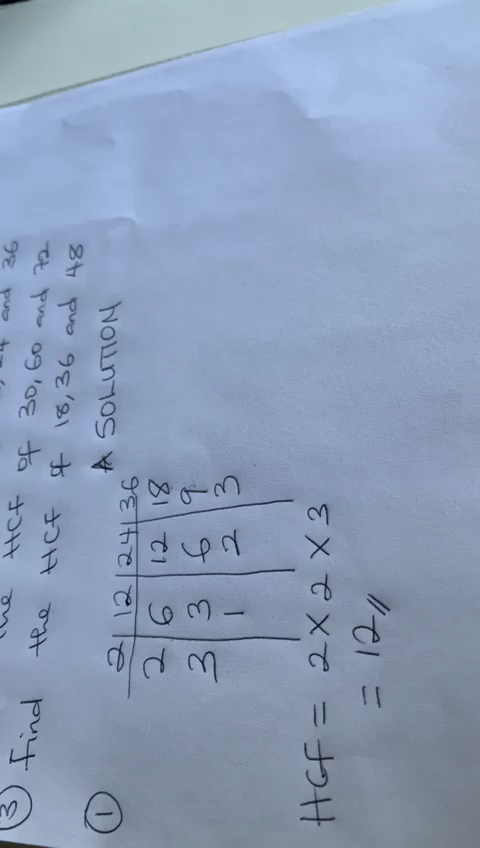 and 36
the HCF of 30, 60 and 72
③ Find the HCF of 18, 36 and 48
A SOLUTION
① 2 12 24 36
2 6 12 18
3 3 6 9
1 2 3
HCF = 2 x 2 x 3
= 12//